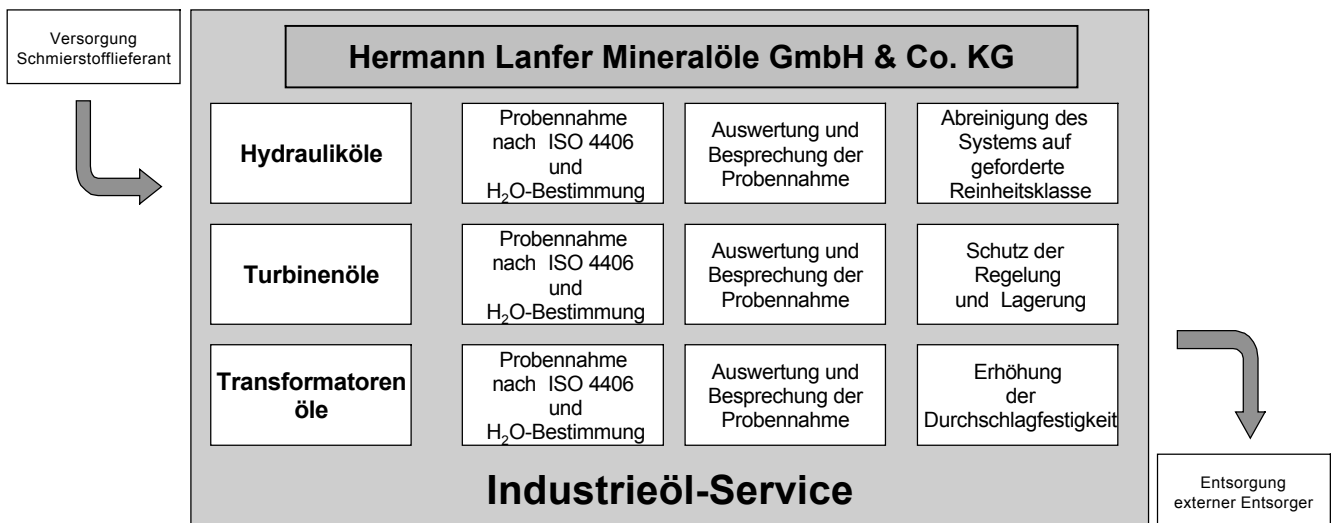 Versorgung
Schmierstofflieferant
Hermann Lanfer Mineralöle GmbH & Co. KG
Hydrauliköle
Probennahme
nach ISO 4406
und
H₂O-Bestimmung
Auswertung und
Besprechung der
Probennahme
Abreinigung des
Systems auf
geforderte
Reinheitsklasse
Turbinenöle
Probennahme
nach ISO 4406
und
H₂O-Bestimmung
Auswertung und
Besprechung der
Probennahme
Schutz der
Regelung
und Lagerung
Transformatoren
öle
Probennahme
nach ISO 4406
und
H₂O-Bestimmung
Auswertung und
Besprechung der
Probennahme
Erhöhung
der
Durchschlagfestigkeit
Industrieöl-Service
Entsorgung
externer Entsorger